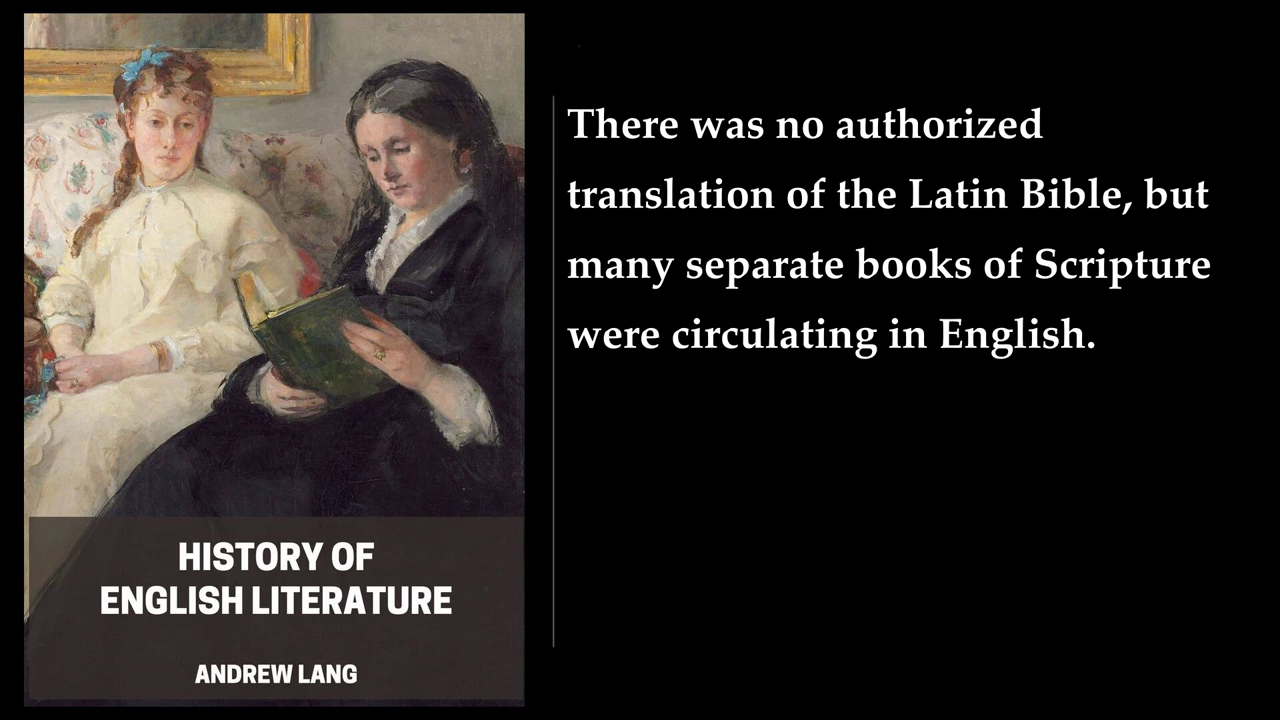 There was no authorized
translation of the Latin Bible, but
many separate books of Scripture
were circulating in English.
HISTORY OF
ENGLISH LITERATURE
ANDREW LANG